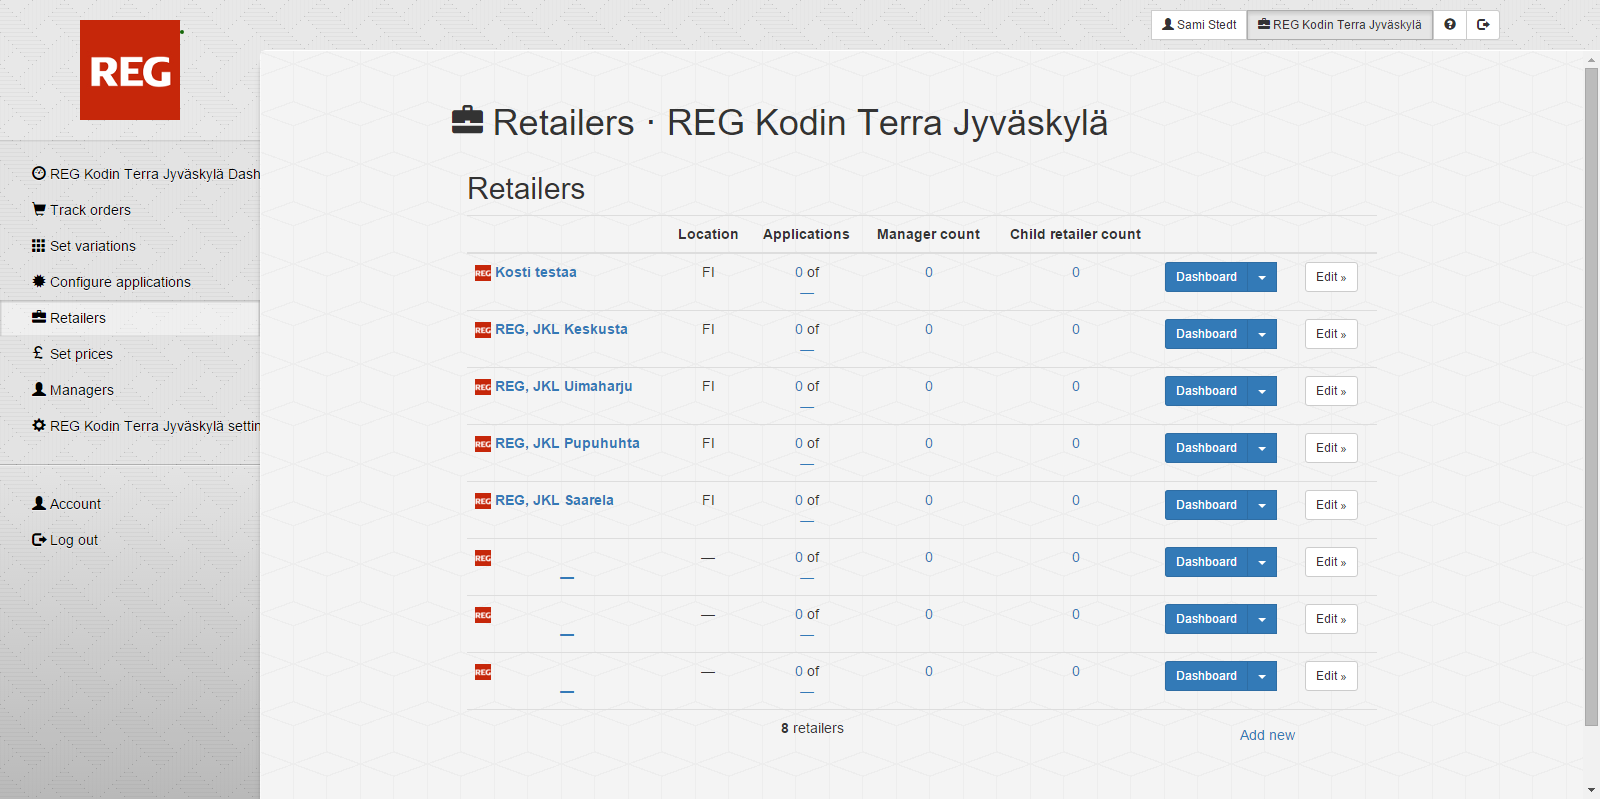 REG
Sami Stedt
REG Kodin Terra Jyväskylä
REG Kodin Terra Jyväskylä Dash
Track orders
Set variations
Configure applications
Retailers
£ Set prices
Managers
REG Kodin Terra Jyväskylä settin
Account
Log out
Retailers · REG Kodin Terra Jyväskylä
Retailers
Location Applications Manager count Child retailer count
REG Kosti testaa FI 0 of 0 0 Dashboard Edit »
—
REG REG, JKL Keskusta FI 0 of 0 0 Dashboard Edit »
—
REG REG, JKL Uimaharju FI 0 of 0 0 Dashboard Edit »
—
REG REG, JKL Pupuhuhta FI 0 of 0 0 Dashboard Edit »
—
REG REG, JKL Saarela FI 0 of 0 0 Dashboard Edit »
—
REG — 0 of 0 0 Dashboard Edit »
— —
REG — 0 of 0 0 Dashboard Edit »
— —
REG — 0 of 0 0 Dashboard Edit »
— —
8 retailers
Add new